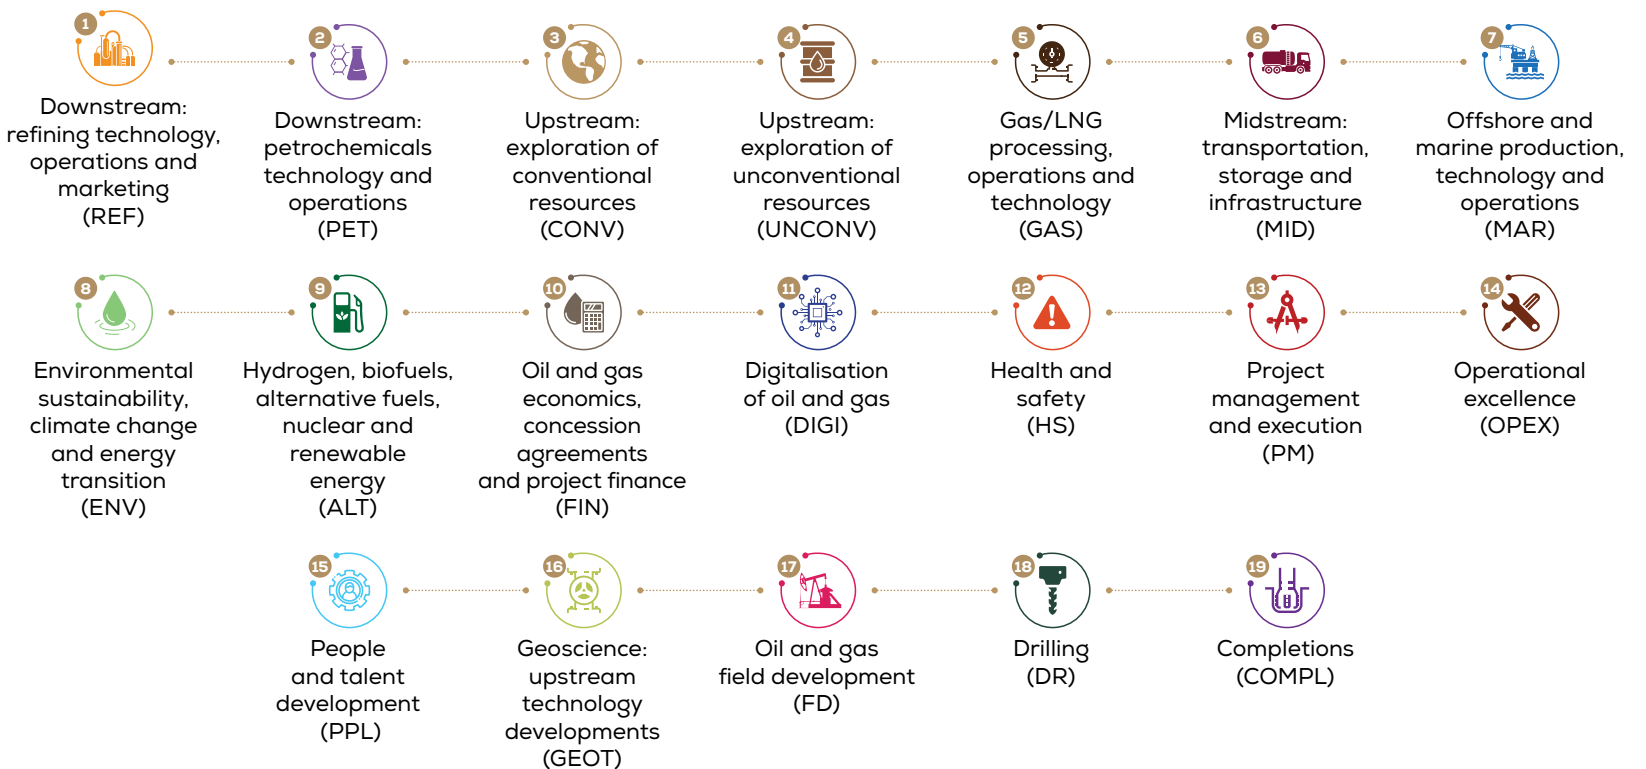 1
Downstream:
refining technology,
operations and
marketing
(REF)
2
Downstream:
petrochemicals
technology and
operations
(PET)
3
Upstream:
exploration of
conventional
resources
(CONV)
4
Upstream:
exploration of
unconventional
resources
(UNCONV)
5
Gas/LNG
processing,
operations and
technology
(GAS)
6
Midstream:
transportation,
storage and
infrastructure
(MID)
7
Offshore and
marine production,
technology and
operations
(MAR)
8
Environmental
sustainability,
climate change
and energy
transition
(ENV)
9
Hydrogen, biofuels,
alternative fuels,
nuclear and
renewable
energy
(ALT)
10
Oil and gas
economics,
concession
agreements
and project finance
(FIN)
11
Digitalisation
of oil and gas
(DIGI)
12
Health and
safety
(HS)
13
Project
management
and execution
(PM)
14
Operational
excellence
(OPEX)
15
People
and talent
development
(PPL)
16
Geoscience:
upstream
technology
developments
(GEOT)
17
Oil and gas
field development
(FD)
18
Drilling
(DR)
19
Completions
(COMPL)